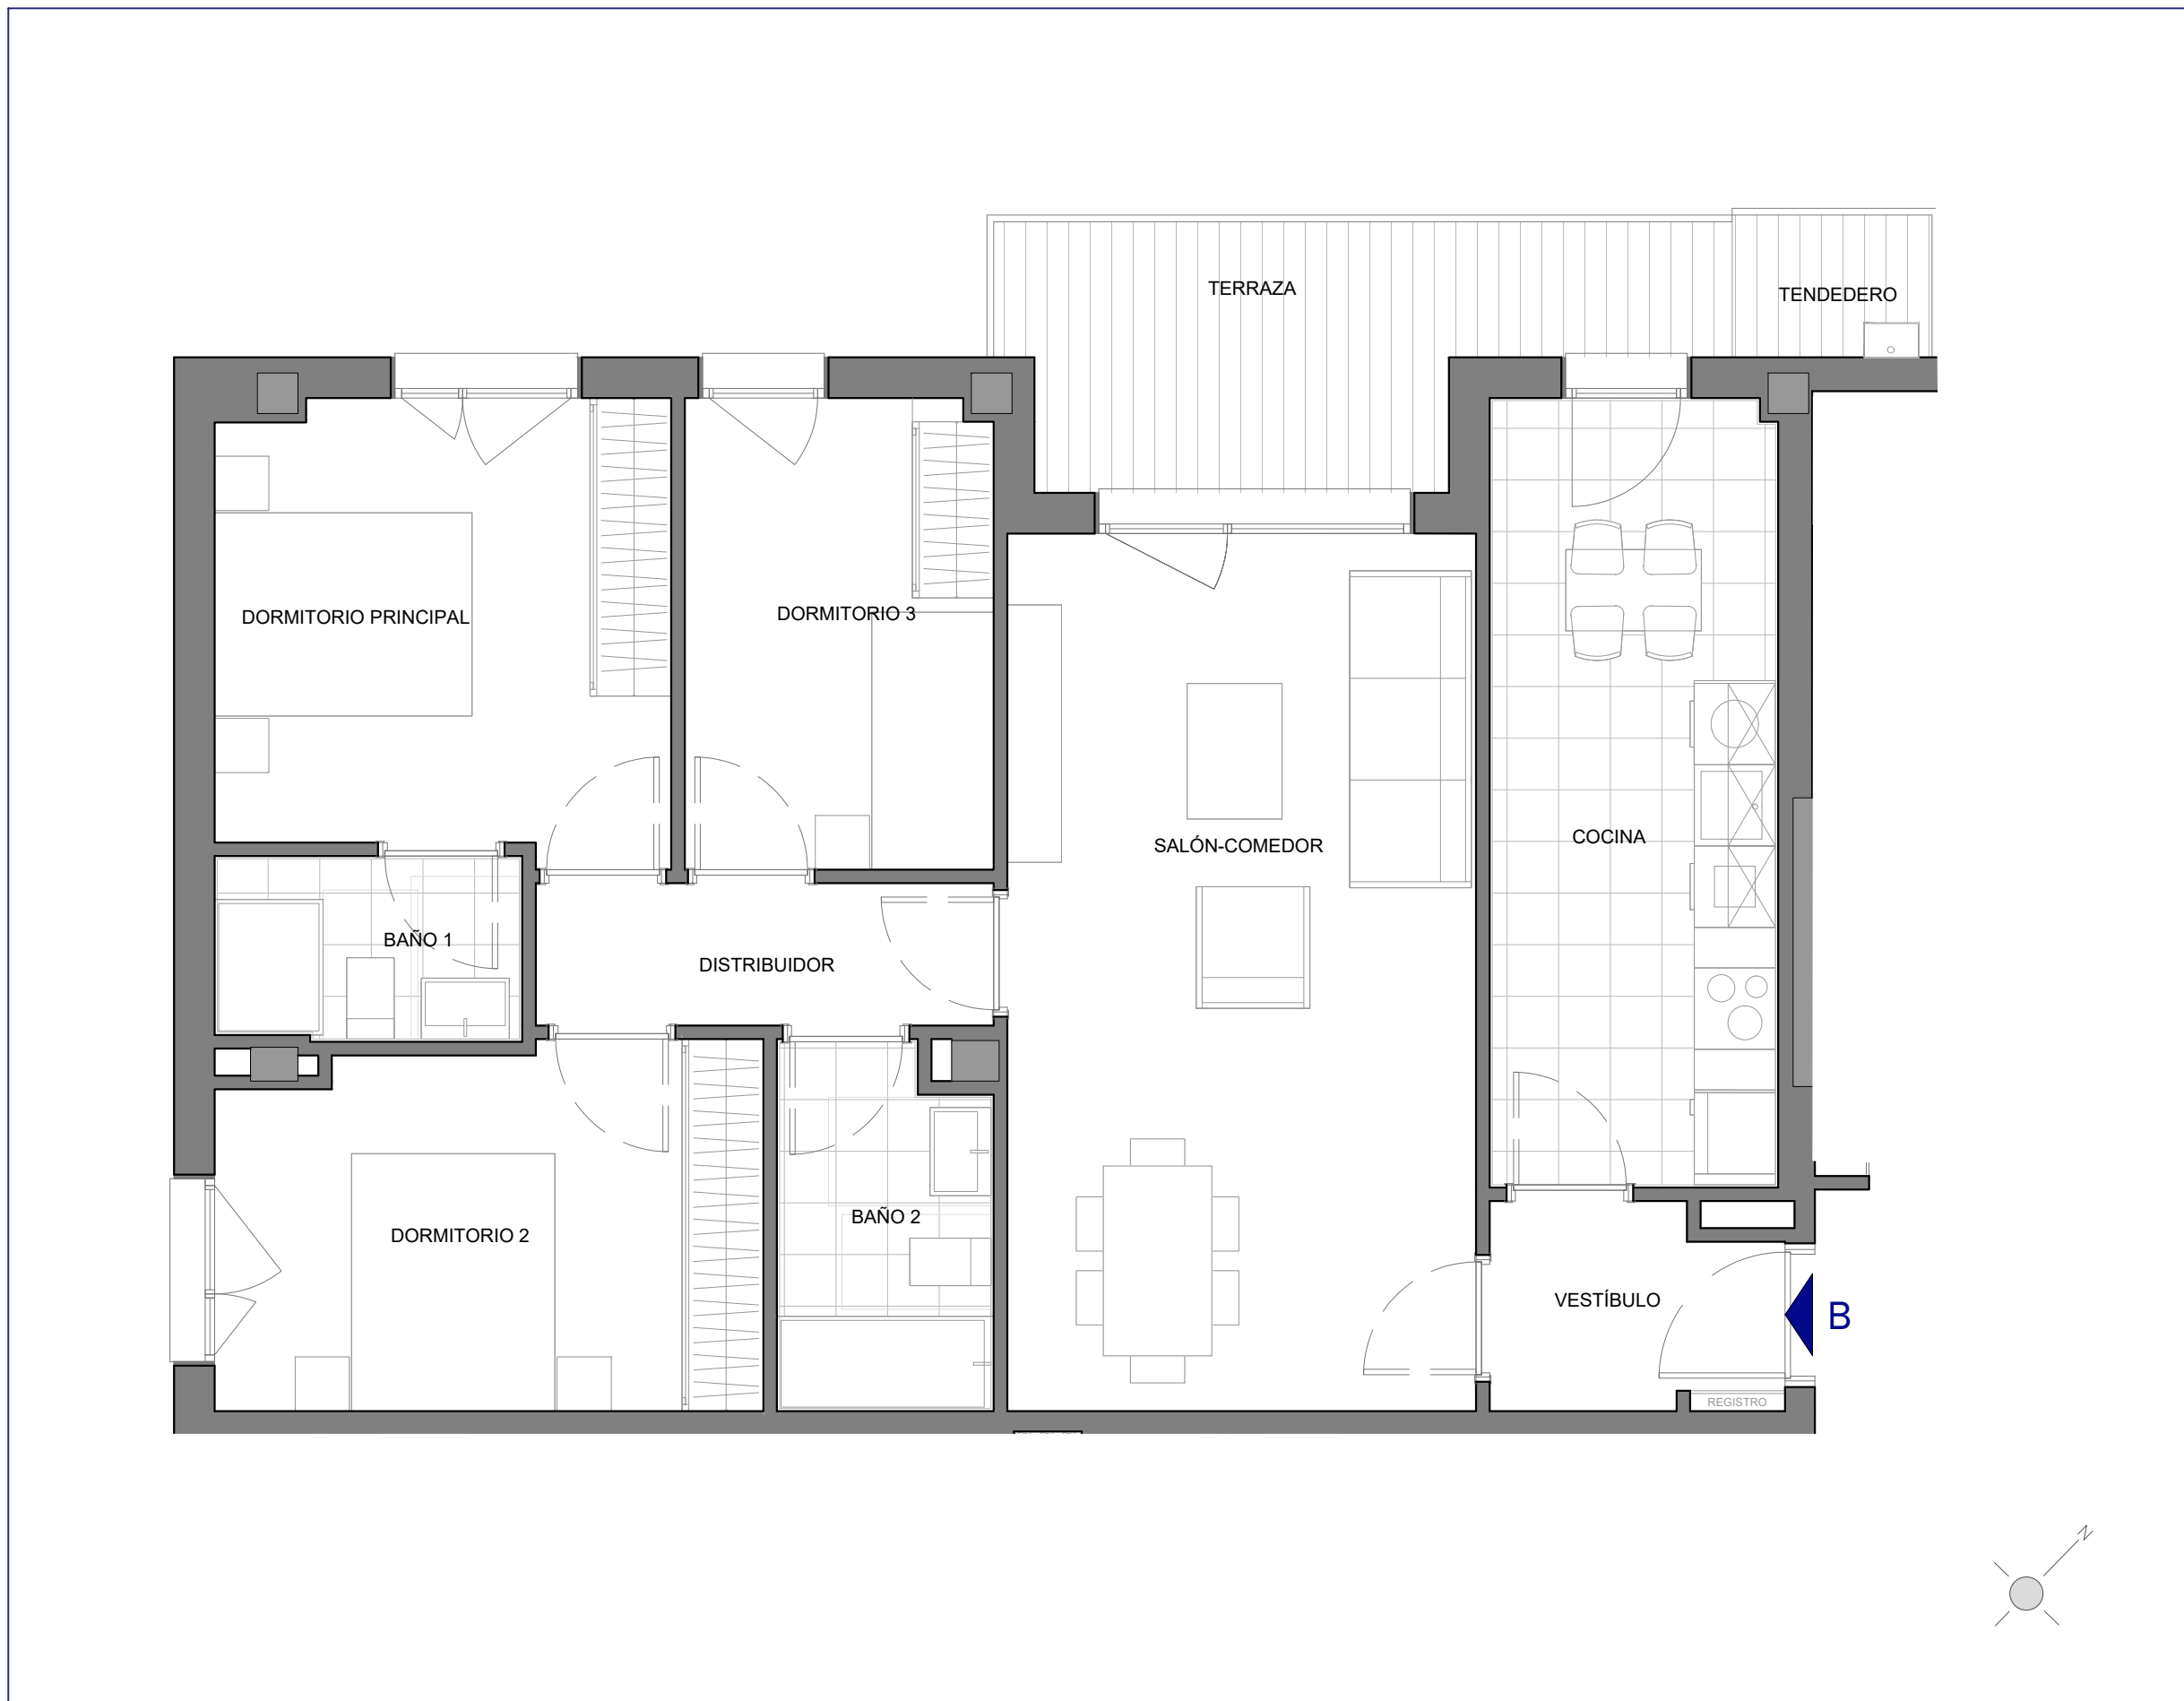 TERRAZA
TENDEDERO
DORMITORIO PRINCIPAL
DORMITORIO 3
SALÓN-COMEDOR
COCINA
BAÑO 1
DISTRIBUIDOR
BAÑO 2
DORMITORIO 2
VESTÍBULO
B
REGISTRO
N